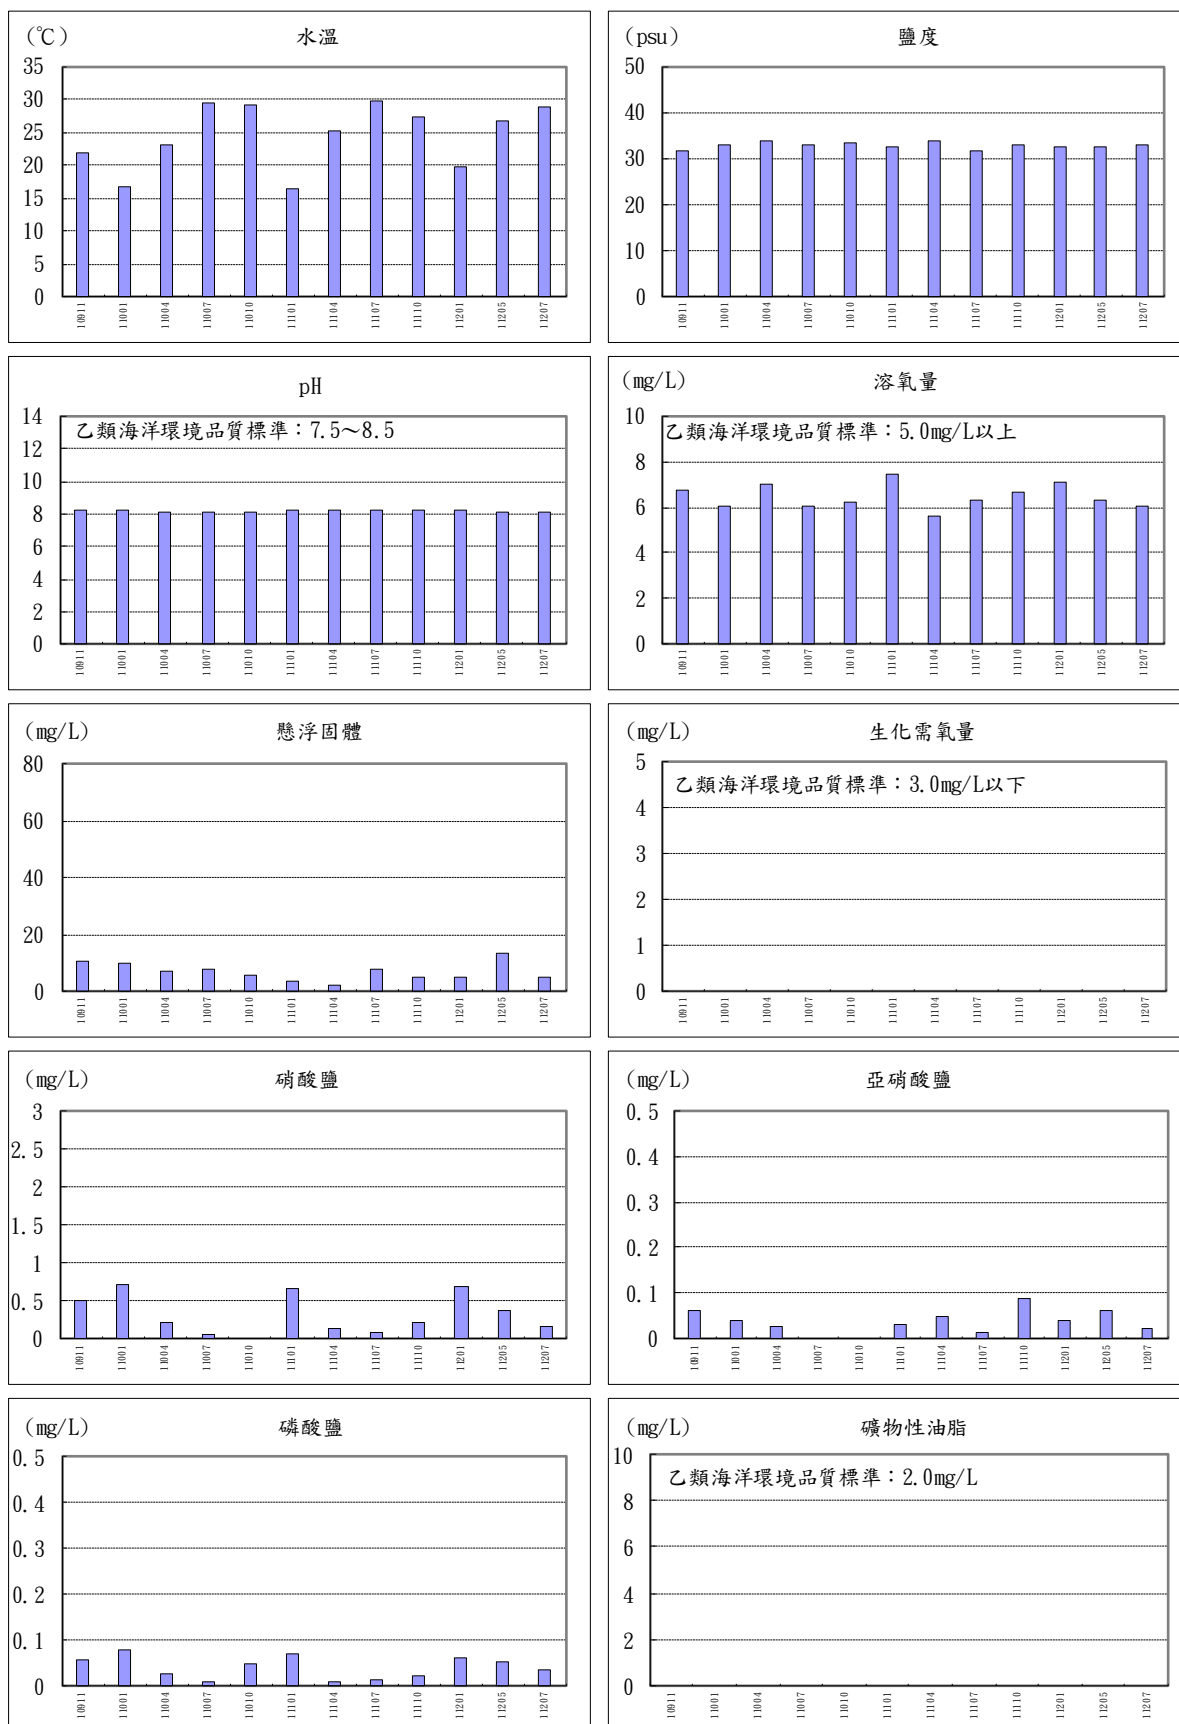 (℃) 水溫
35
30
25
20
15
10
5
0
10911 11001 11004 11007 11010 11101 11104 11107 11110 11201 11205 11207
(psu) 鹽度
50
40
30
20
10
0
10911 11001 11004 11007 11010 11101 11104 11107 11110 11201 11205 11207
pH
14
12
10
8
6
4
2
0
乙類海洋環境品質標準：7.5～8.5
10911 11001 11004 11007 11010 11101 11104 11107 11110 11201 11205 11207
(mg/L) 溶氧量
10
8
6
4
2
0
乙類海洋環境品質標準：5.0mg/L以上
10911 11001 11004 11007 11010 11101 11104 11107 11110 11201 11205 11207
(mg/L) 懸浮固體
80
60
40
20
0
10911 11001 11004 11007 11010 11101 11104 11107 11110 11201 11205 11207
(mg/L) 生化需氧量
5
4
3
2
1
0
乙類海洋環境品質標準：3.0mg/L以下
10911 11001 11004 11007 11010 11101 11104 11107 11110 11201 11205 11207
(mg/L) 硝酸鹽
3
2.5
2
1.5
1
0.5
0
10911 11001 11004 11007 11010 11101 11104 11107 11110 11201 11205 11207
(mg/L) 亞硝酸鹽
0.5
0.4
0.3
0.2
0.1
0
10911 11001 11004 11007 11010 11101 11104 11107 11110 11201 11205 11207
(mg/L) 磷酸鹽
0.5
0.4
0.3
0.2
0.1
0
10911 11001 11004 11007 11010 11101 11104 11107 11110 11201 11205 11207
(mg/L) 礦物性油脂
10
8
6
4
2
0
乙類海洋環境品質標準：2.0mg/L
10911 11001 11004 11007 11010 11101 11104 11107 11110 11201 11205 11207